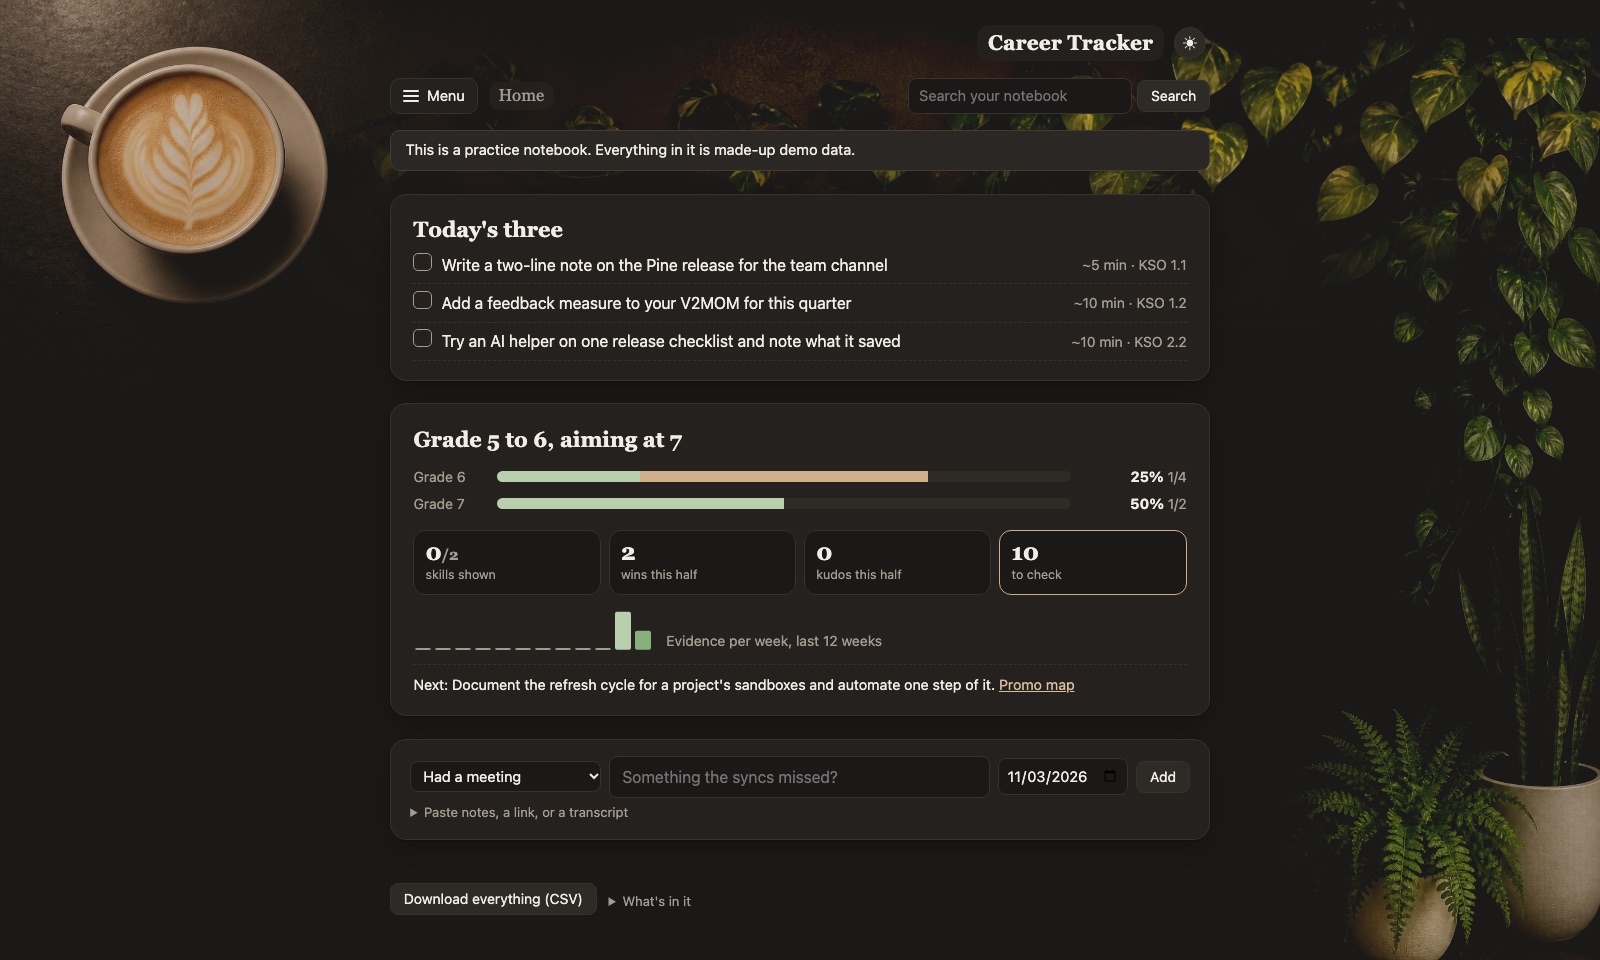 Career Tracker
Menu
Home
Search your notebook
Search
This is a practice notebook. Everything in it is made-up demo data.
Today's three
Write a two-line note on the Pine release for the team channel ~5 min · KSO 1.1
Add a feedback measure to your V2MOM for this quarter ~10 min · KSO 1.2
Try an AI helper on one release checklist and note what it saved ~10 min · KSO 2.2
Grade 5 to 6, aiming at 7
Grade 6 25% 1/4
Grade 7 50% 1/2
0/2
skills shown
2
wins this half
0
kudos this half
10
to check
Evidence per week, last 12 weeks
Next: Document the refresh cycle for a project's sandboxes and automate one step of it. Promo map
Had a meeting
Something the syncs missed?
11/03/2026
Add
Paste notes, a link, or a transcript
Download everything (CSV)
What's in it